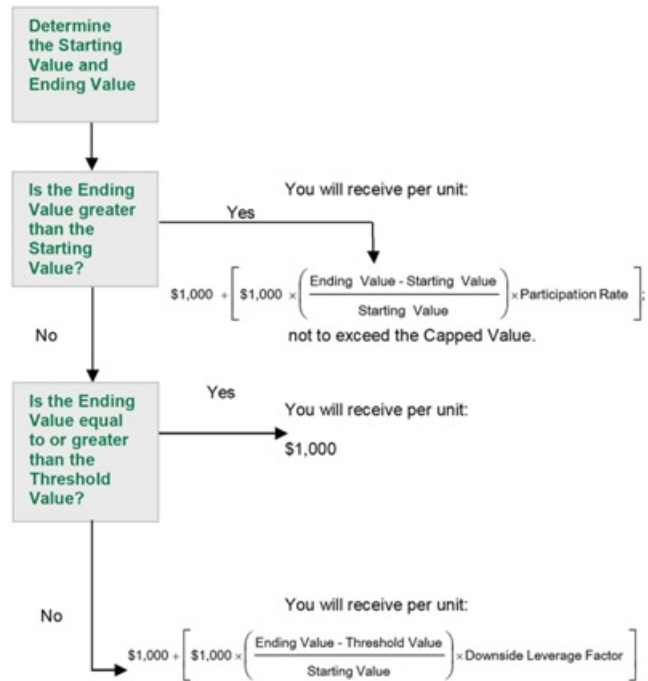 Determine
the Starting
Value and
Ending Value
Is the Ending
Value greater
than the
Starting
Value?
Yes
You will receive per unit:
$1,000 + [ $1,000 × ( Ending Value - Starting Value / Starting Value ) × Participation Rate ];
not to exceed the Capped Value.
No
Is the Ending
Value equal
to or greater
than the
Threshold
Value?
Yes
You will receive per unit:
$1,000
No
You will receive per unit:
$1,000 + [ $1,000 × ( Ending Value - Threshold Value / Starting Value ) × Downside Leverage Factor ]